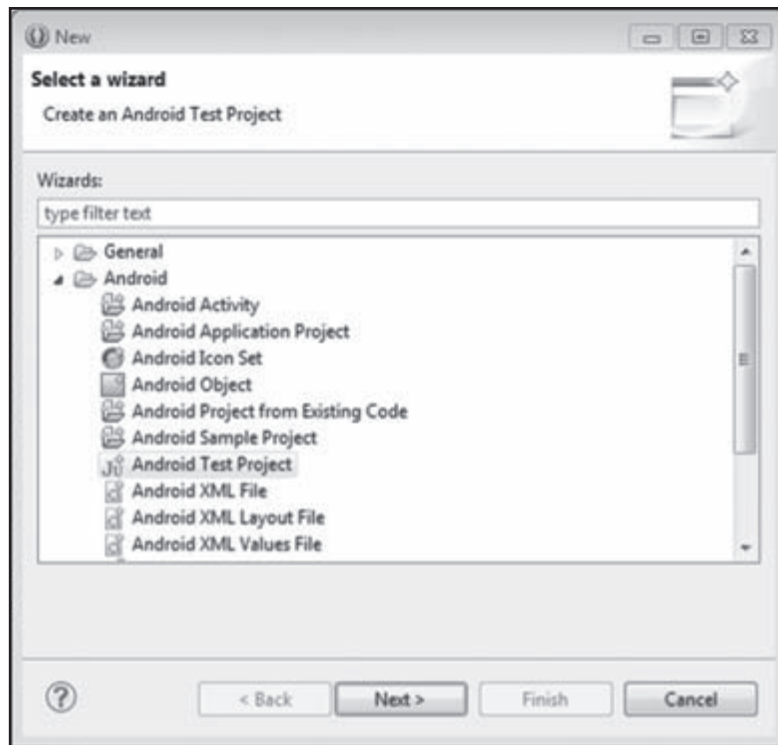 New
Select a wizard
Create an Android Test Project
Wizards:
type filter text
General
Android
Android Activity
Android Application Project
Android Icon Set
Android Object
Android Project from Existing Code
Android Sample Project
Android Test Project
Android XML File
Android XML Layout File
Android XML Values File
? < Back Next > Finish Cancel